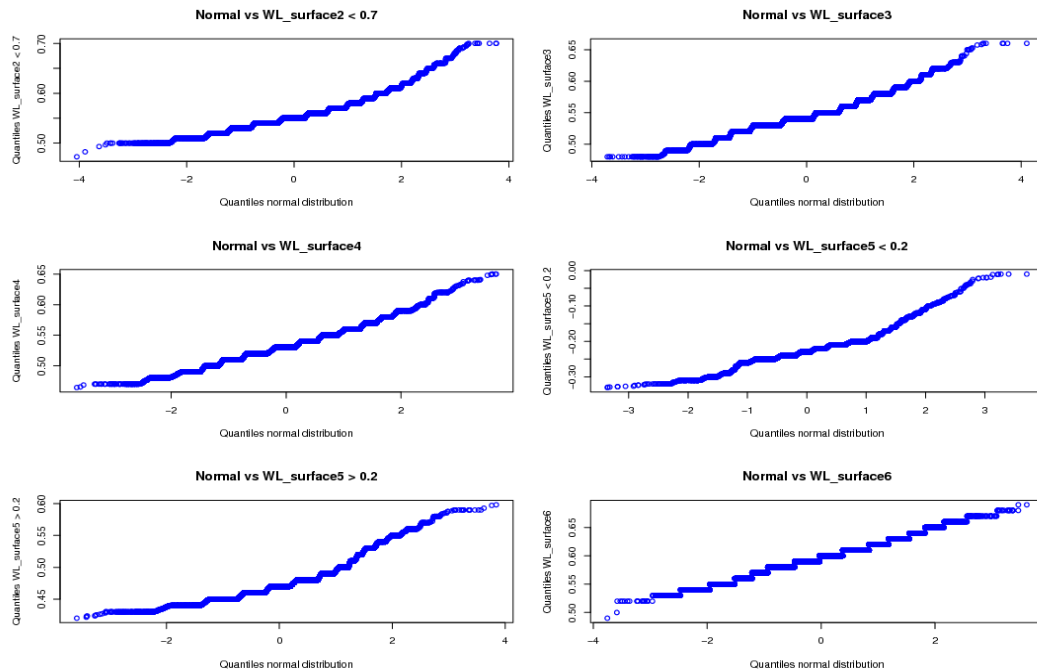 Normal vs WL_surface2 < 0.7
Quantiles WL_surface2 < 0.7
0.50 0.60 0.70
−4 −2 0 2 4
Quantiles normal distribution
Normal vs WL_surface3
Quantiles WL_surface3
0.50 0.55 0.60 0.65
−4 −2 0 2 4
Quantiles normal distribution
Normal vs WL_surface4
Quantiles WL_surface4
0.50 0.55 0.60 0.65
−2 0 2
Quantiles normal distribution
Normal vs WL_surface5 < 0.2
Quantiles WL_surface5 < 0.2
−0.30 −0.20 −0.10 0.00
−3 −2 −1 0 1 2 3
Quantiles normal distribution
Normal vs WL_surface5 > 0.2
Quantiles WL_surface5 > 0.2
0.45 0.50 0.55 0.60
−2 0 2 4
Quantiles normal distribution
Normal vs WL_surface6
Quantiles WL_surface6
0.50 0.55 0.60 0.65
−4 −2 0 2
Quantiles normal distribution